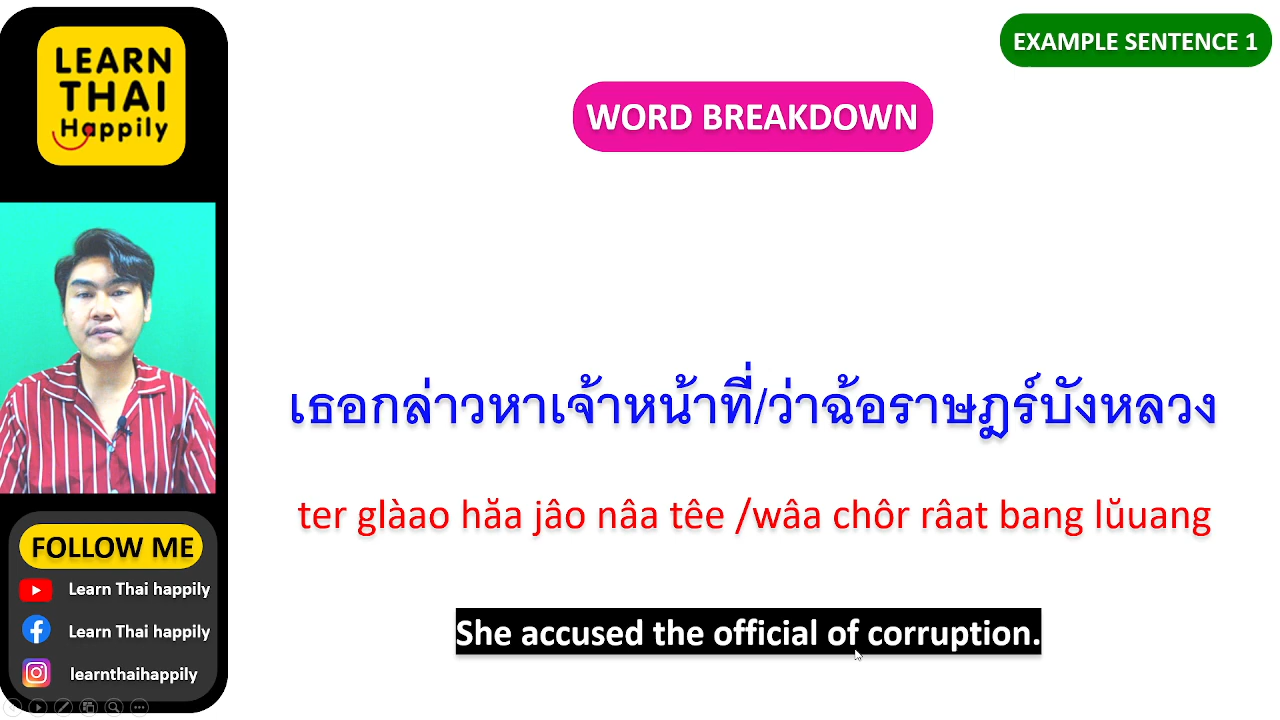 LEARN
THAI
Happily
EXAMPLE SENTENCE 1
WORD BREAKDOWN
เธอกล่าวหาเจ้าหน้าที่/ว่าฉ้อราษฎร์บังหลวง
ter glàao hăa jâo nâa têe /wâa chôr râat bang lŭuang
She accused the official of corruption.
FOLLOW ME
Learn Thai happily
Learn Thai happily
learnthaihappily